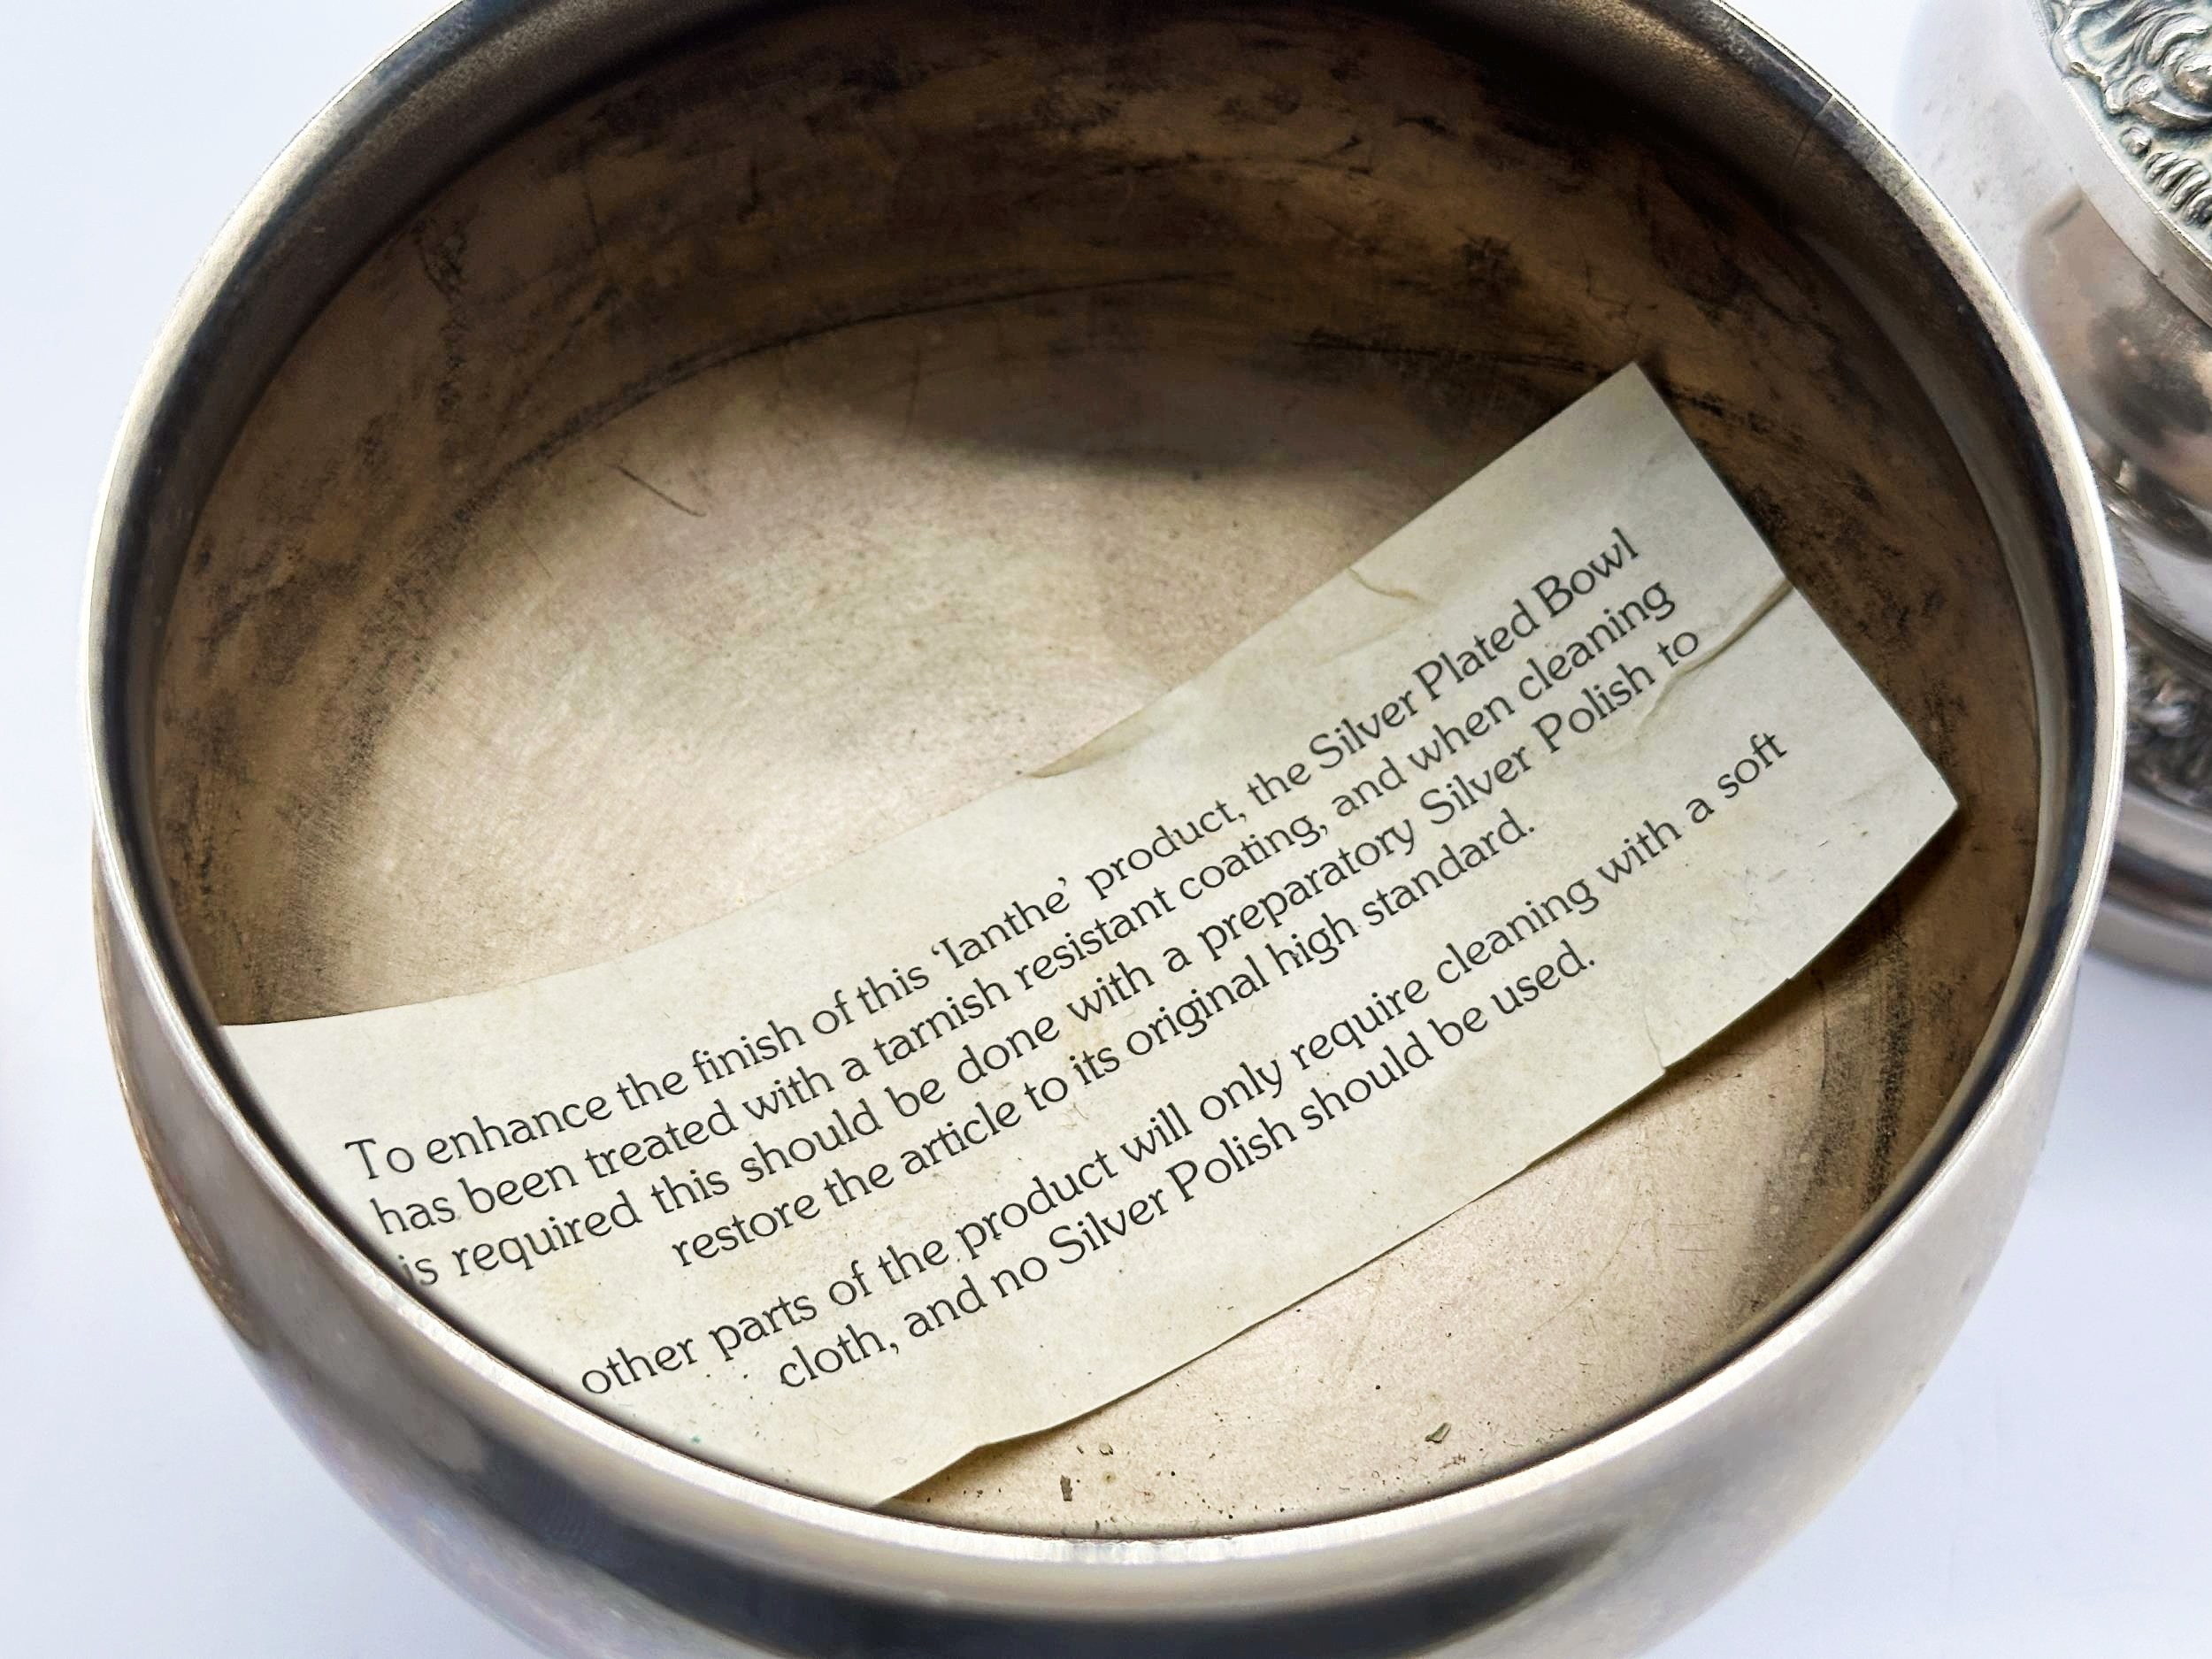 To enhance the finish of this ‘Ianthe’ product, the Silver Plated Bowl
has been treated with a tarnish resistant coating, and when cleaning
is required this should be done with a preparatory Silver Polish to
restore the article to its original high standard.
other parts of the product will only require cleaning with a soft
cloth, and no Silver Polish should be used.